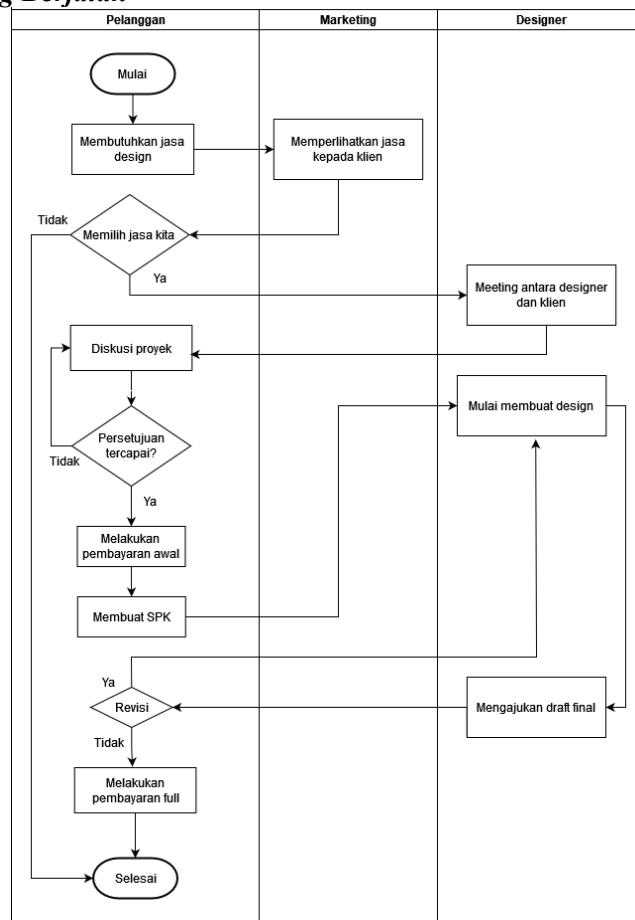 g Berjalan
Pelanggan
Marketing
Designer
Mulai
Membutuhkan jasa
design
Memperlihatkan jasa
kepada klien
Tidak
Memilih jasa kita
Ya
Meeting antara designer
dan klien
Diskusi proyek
Mulai membuat design
Persetujuan
tercapai?
Tidak
Ya
Melakukan
pembayaran awal
Membuat SPK
Ya
Revisi
Mengajukan draft final
Tidak
Melakukan
pembayaran full
Selesai